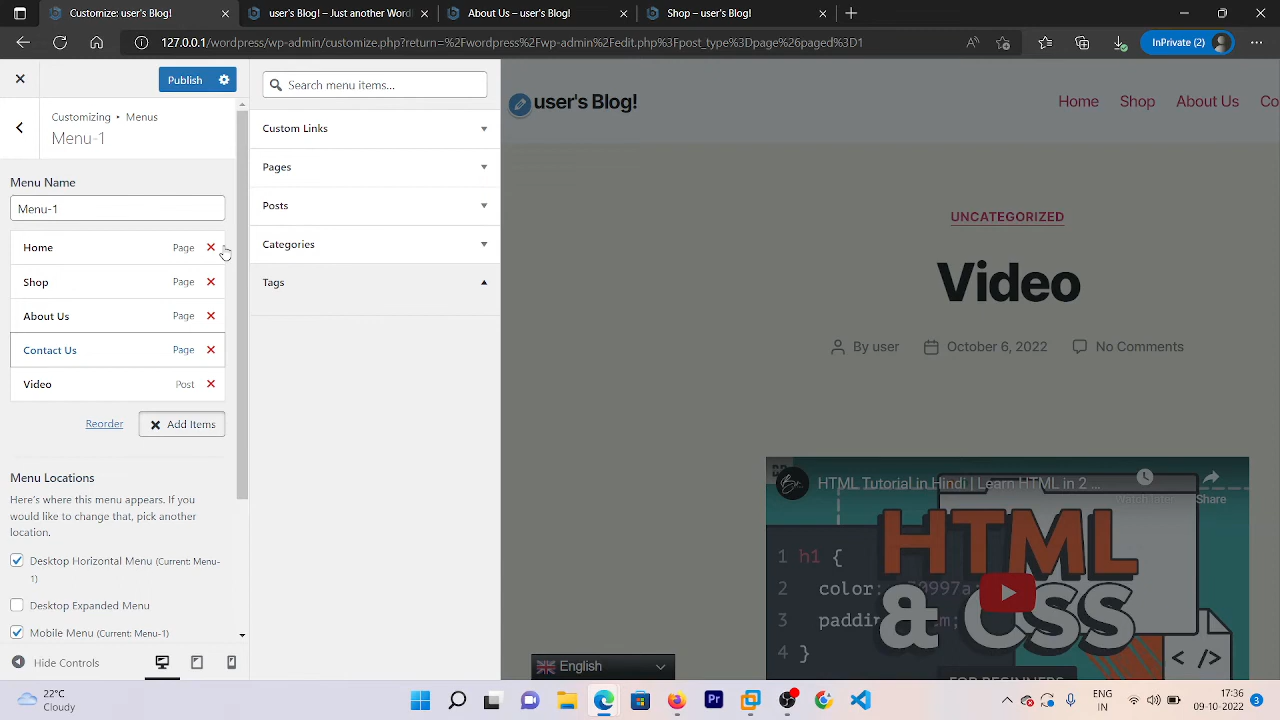 Menu – Just another Word
Blog – user's Blog
About Us – user's Blog
Shop – user's Blog
127.0.0.1/wordpress/wp-admin/customize.php?return=%2Fwordpress%2Fwp-admin%2Fedit.php%3Fpost_type%3Dpage%26paged%3D1
InPrivate (2)
Publish
Customizing • Menus
Menu-1
Menu Name
Menu-1
Home Page
Shop Page
About Us Page
Contact Us Page
Video Post
Reorder Add Items
Menu Locations
Here's where this menu appears. If you
would like to change that, pick another
location.
Desktop Horizontal Menu (Current: Menu-
1)
Desktop Expanded Menu
Mobile Menu (Current: Menu-1)
Hide Controls
Search menu items...
Custom Links
Pages
Posts
Categories
Tags
user's Blog!
Home Shop About Us Co
UNCATEGORIZED
Video
By user October 6, 2022 No Comments
HTML Tutorial in Hindi | Learn HTML in 2 ...
Watch later Share
HTML
& CSS
1 h1 {
2 color:
3 paddin
4 }
</>
FOR BEGINNERS
English
22°C
Cloudy
Pr
ENG
IN
17:36
09-10-2022
3